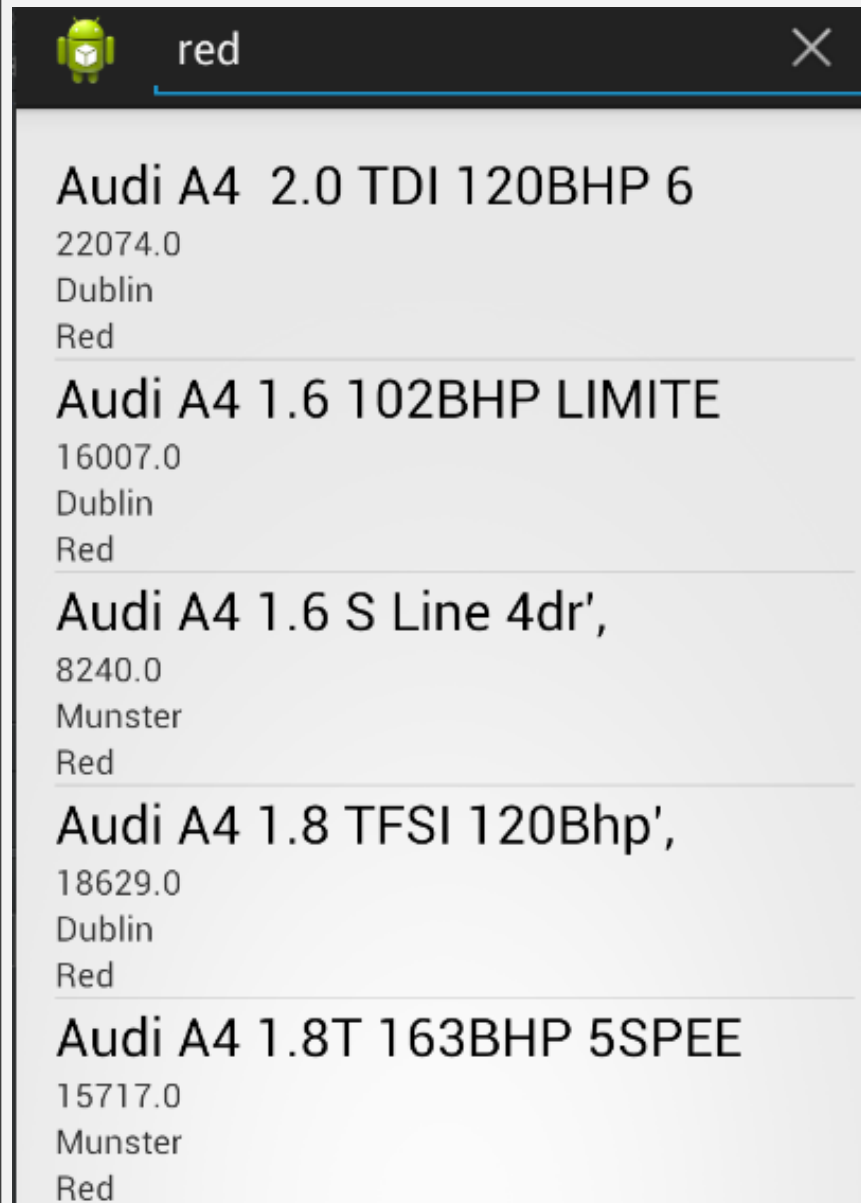 red
Audi A4  2.0 TDI 120BHP 6
22074.0
Dublin
Red
Audi A4 1.6 102BHP LIMITE
16007.0
Dublin
Red
Audi A4 1.6 S Line 4dr',
8240.0
Munster
Red
Audi A4 1.8 TFSI 120Bhp',
18629.0
Dublin
Red
Audi A4 1.8T 163BHP 5SPEE
15717.0
Munster
Red